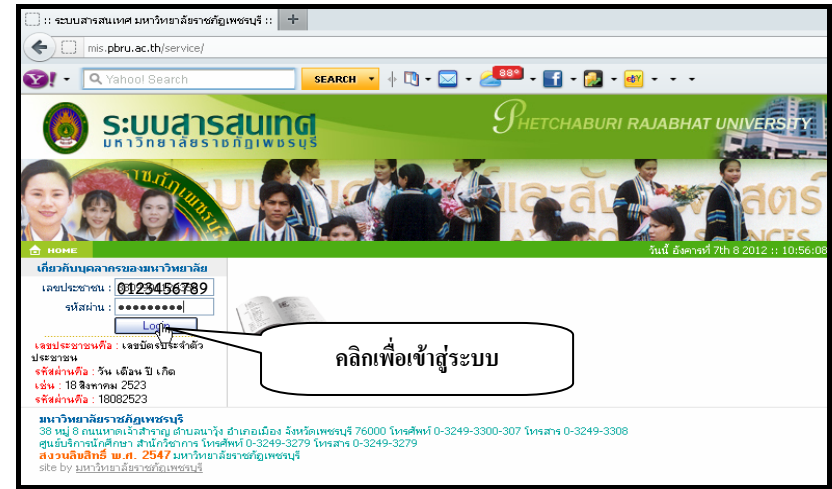 :: ระบบสารสนเทศ มหาวิทยาลัยราชภัฏเพชรบุรี ::
mis.pbru.ac.th/service/
Yahoo! Search
SEARCH
88°
ระบบสารสนเทศ
มหาวิทยาลัยราชภัฏเพชรบุรี
PHETCHABURI RAJABHAT UNIVERSITY
HOME
วันนี้ อังคารที่ 7th 8 2012 :: 10:56:08
เกี่ยวกับบุคลากรของมหาวิทยาลัย
เลขประชาชน : 0123456789
รหัสผ่าน : ●●●●●●●●●
Login
คลิกเพื่อเข้าสู่ระบบ
เลขประชาชนคือ : เลขบัตรประจำตัว
ประชาชน
รหัสผ่านคือ : วัน เดือน ปี เกิด
เช่น : 18 สิงหาคม 2523
รหัสผ่านคือ : 18082523
มหาวิทยาลัยราชภัฏเพชรบุรี
38 หมู่ 8 ถนนหาดเจ้าสำราญ ตำบลนาวุ้ง อำเภอเมือง จังหวัดเพชรบุรี 76000 โทรศัพท์ 0-3249-3300-307 โทรสาร 0-3249-3308
ศูนย์บริการนักศึกษา สำนักวิชาการ โทรศัพท์ 0-3249-3279 โทรสาร 0-3249-3279
สงวนลิขสิทธิ์ พ.ศ. 2547 มหาวิทยาลัยราชภัฏเพชรบุรี
site by มหาวิทยาลัยราชภัฏเพชรบุรี